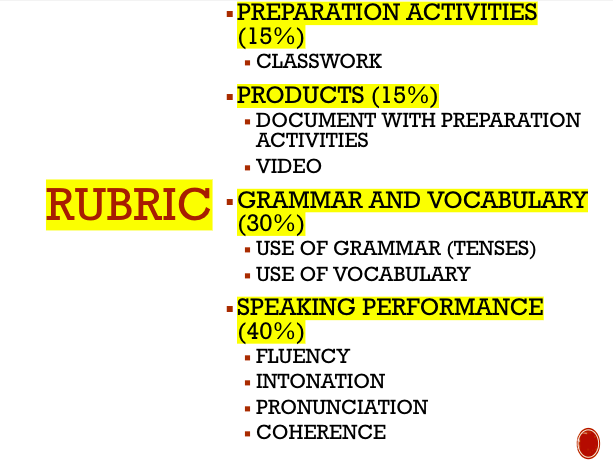 RUBRIC
PREPARATION ACTIVITIES
(15%)
CLASSWORK
PRODUCTS (15%)
DOCUMENT WITH PREPARATION
ACTIVITIES
VIDEO
GRAMMAR AND VOCABULARY
(30%)
USE OF GRAMMAR (TENSES)
USE OF VOCABULARY
SPEAKING PERFORMANCE
(40%)
FLUENCY
INTONATION
PRONUNCIATION
COHERENCE